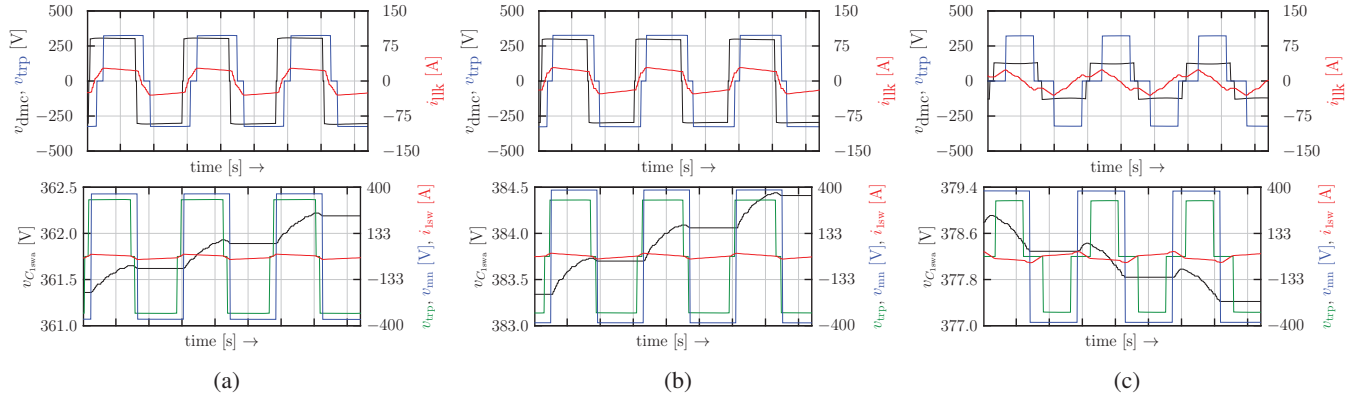 500
250
0
−250
−500
v_dmc, v_trp [V]
150
75
0
−75
−150
i_llk [A]
time [s] →
362.5
362.0
361.5
361.0
v_C1swa [V]
400
133
−133
−400
v_trp, v_mn [V], i_1sw [A]
time [s] →
(a)
500
250
0
−250
−500
v_dmc, v_trp [V]
150
75
0
−75
−150
i_llk [A]
time [s] →
384.5
384.0
383.5
383.0
v_C1swa [V]
400
133
−133
−400
v_trp, v_mn [V], i_1sw [A]
time [s] →
(b)
500
250
0
−250
−500
v_dmc, v_trp [V]
150
75
0
−75
−150
i_llk [A]
time [s] →
379.4
378.6
377.8
377.0
v_C1swa [V]
400
133
−133
−400
v_trp, v_mn [V], i_1sw [A]
time [s] →
(c)